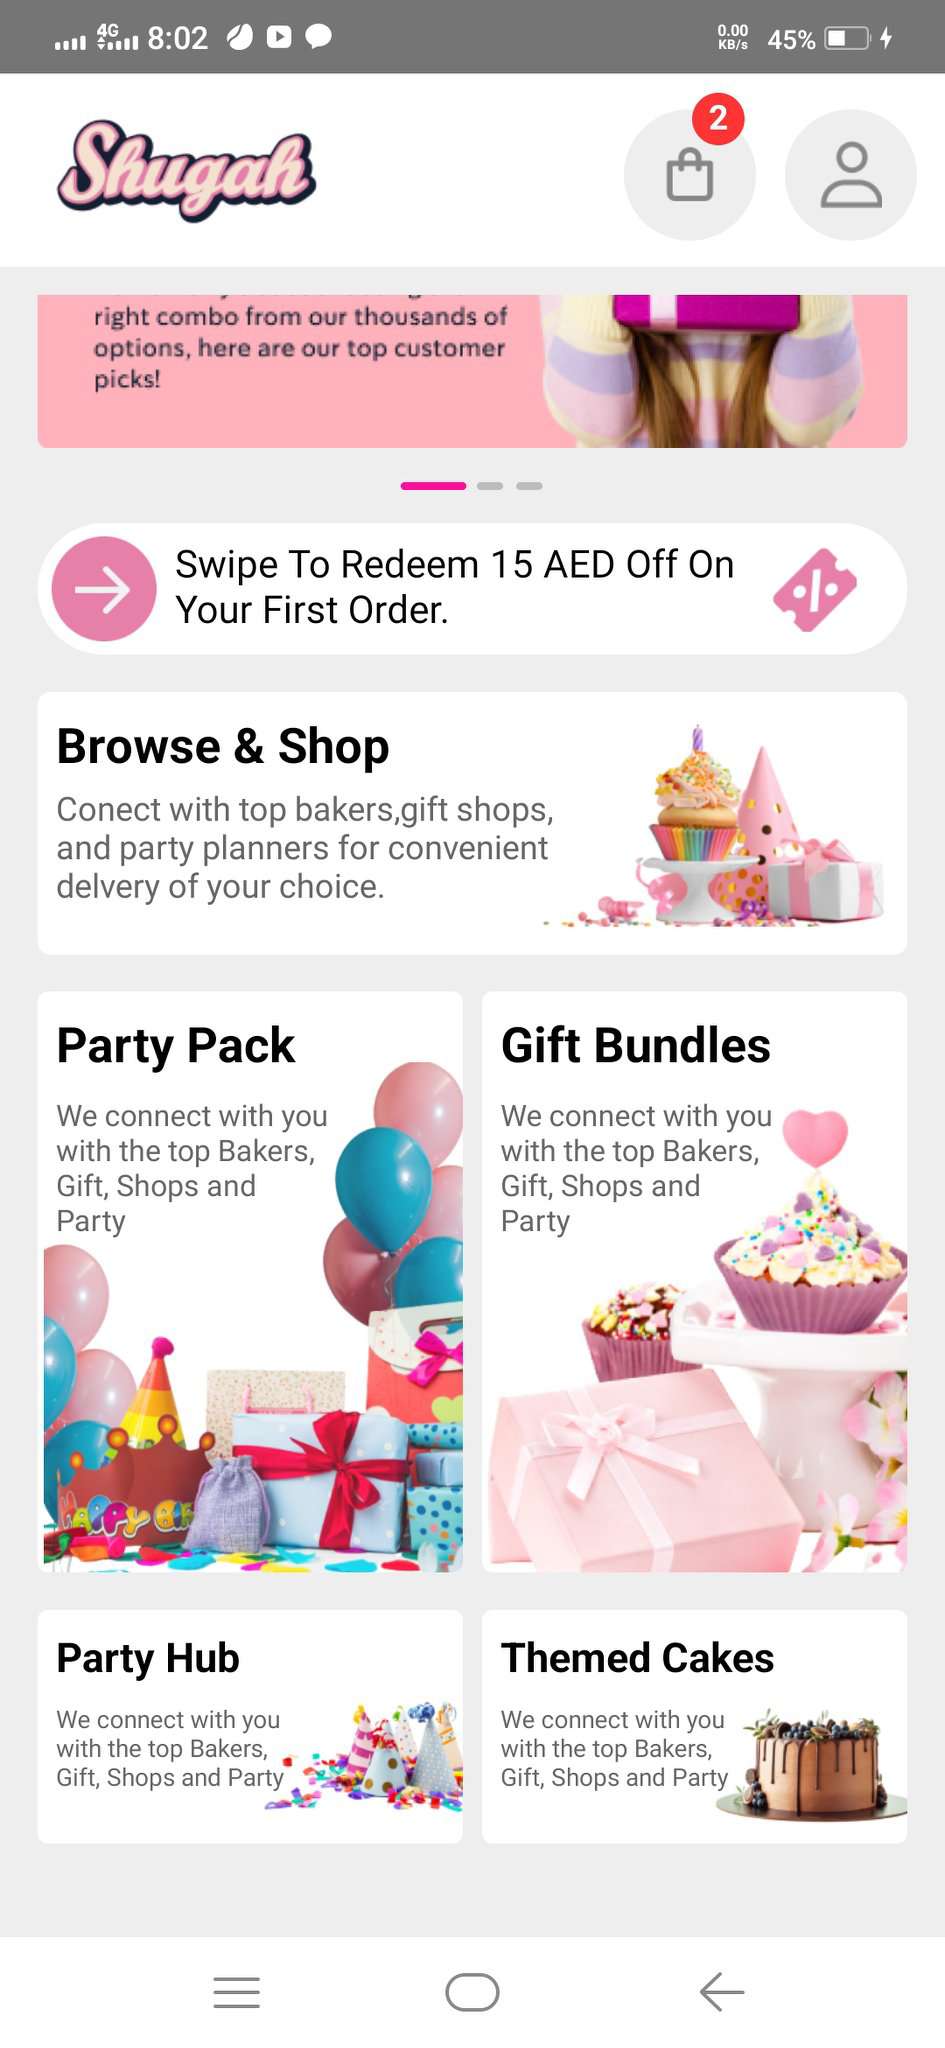 4G
8:02
0.00
KB/s
45%
Shugah
2
right combo from our thousands of
options, here are our top customer
picks!
Swipe To Redeem 15 AED Off On
Your First Order.
Browse & Shop
Conect with top bakers,gift shops,
and party planners for convenient
delvery of your choice.
Party Pack
We connect with you
with the top Bakers,
Gift, Shops and
Party
Gift Bundles
We connect with you
with the top Bakers,
Gift, Shops and
Party
HAPPY
Party Hub
We connect with you
with the top Bakers,
Gift, Shops and Party
Themed Cakes
We connect with you
with the top Bakers,
Gift, Shops and Party